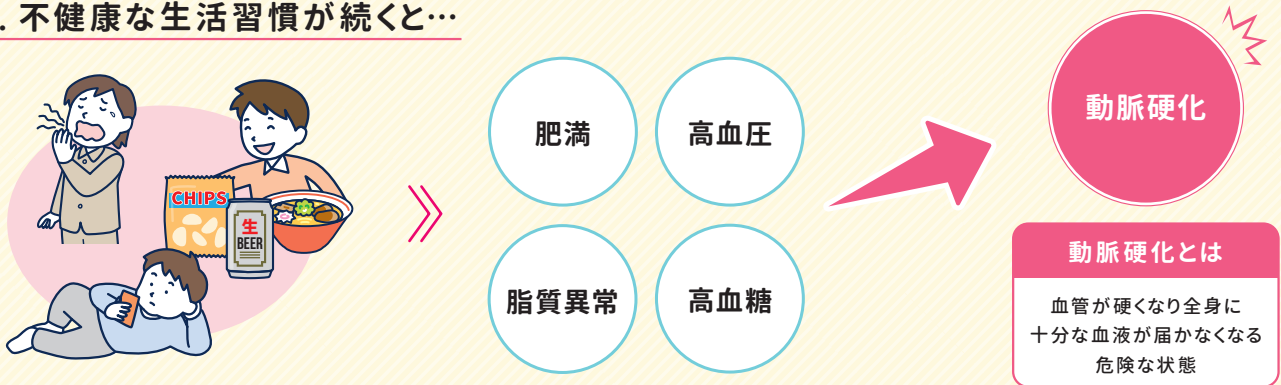 . 不健康な生活習慣が続くと…
CHIPS
生
BEER
肥満
高血圧
脂質異常
高血糖
動脈硬化
動脈硬化とは
血管が硬くなり全身に
十分な血液が届かなくなる
危険な状態